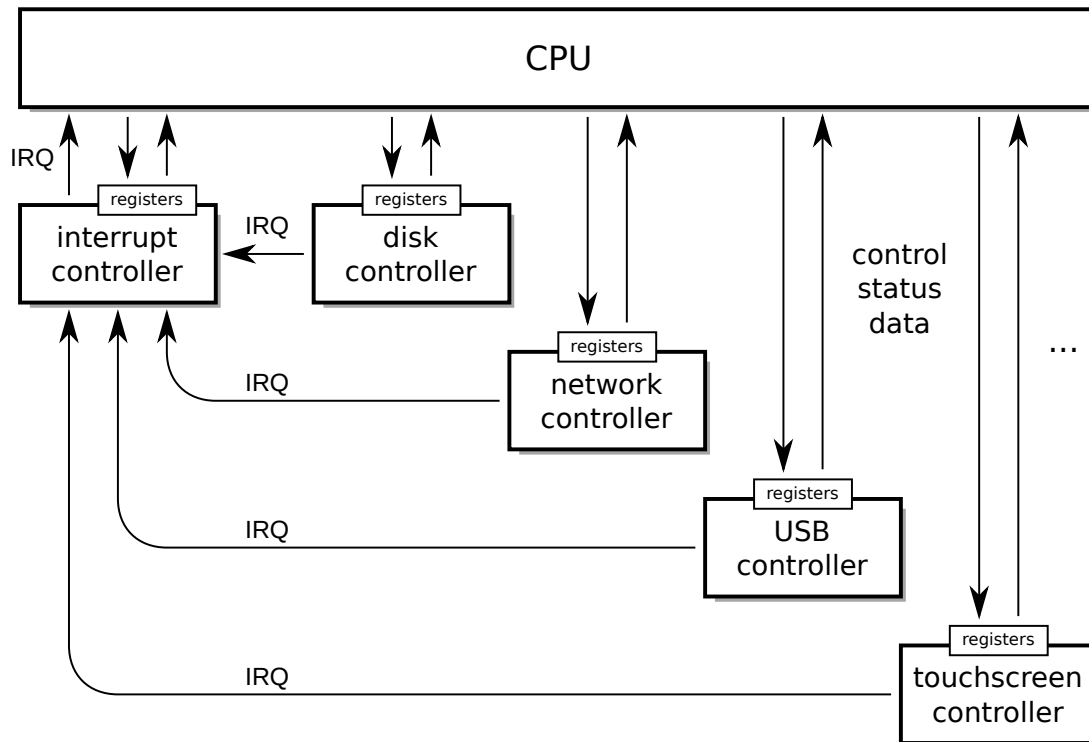 CPU
IRQ
registers
interrupt
controller
IRQ
registers
disk
controller
control
status
data
...
registers
network
controller
IRQ
registers
USB
controller
IRQ
registers
touchscreen
controller
IRQ